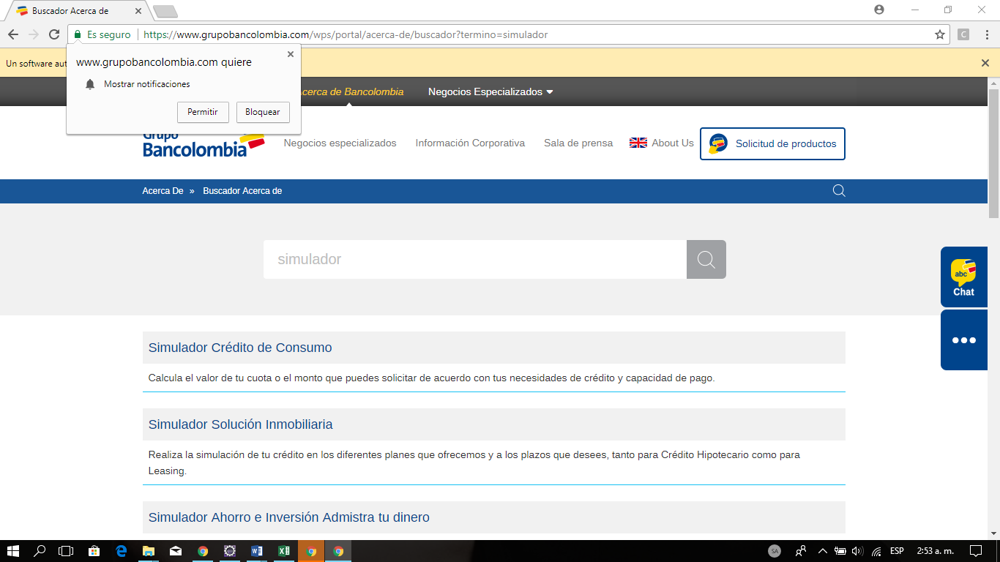 Buscador Acerca de
Es seguro
https://www.grupobancolombia.com/wps/portal/acerca-de/buscador?termino=simulador
C
Un software
www.grupobancolombia.com quiere
Mostrar notificaciones
Permitir
Bloquear
Acerca de Bancolombia
Negocios Especializados
Grupo
Bancolombia
Negocios especializados
Información Corporativa
Sala de prensa
About Us
Solicitud de productos
Acerca De » Buscador Acerca de
simulador
abc
Chat
Simulador Crédito de Consumo
Calcula el valor de tu cuota o el monto que puedes solicitar de acuerdo con tus necesidades de crédito y capacidad de pago.
Simulador Solución Inmobiliaria
Realiza la simulación de tu crédito en los diferentes planes que ofrecemos y a los plazos que desees, tanto para Crédito Hipotecario como para
Leasing.
Simulador Ahorro e Inversión Admistra tu dinero
SA
ESP
2:53 a. m.